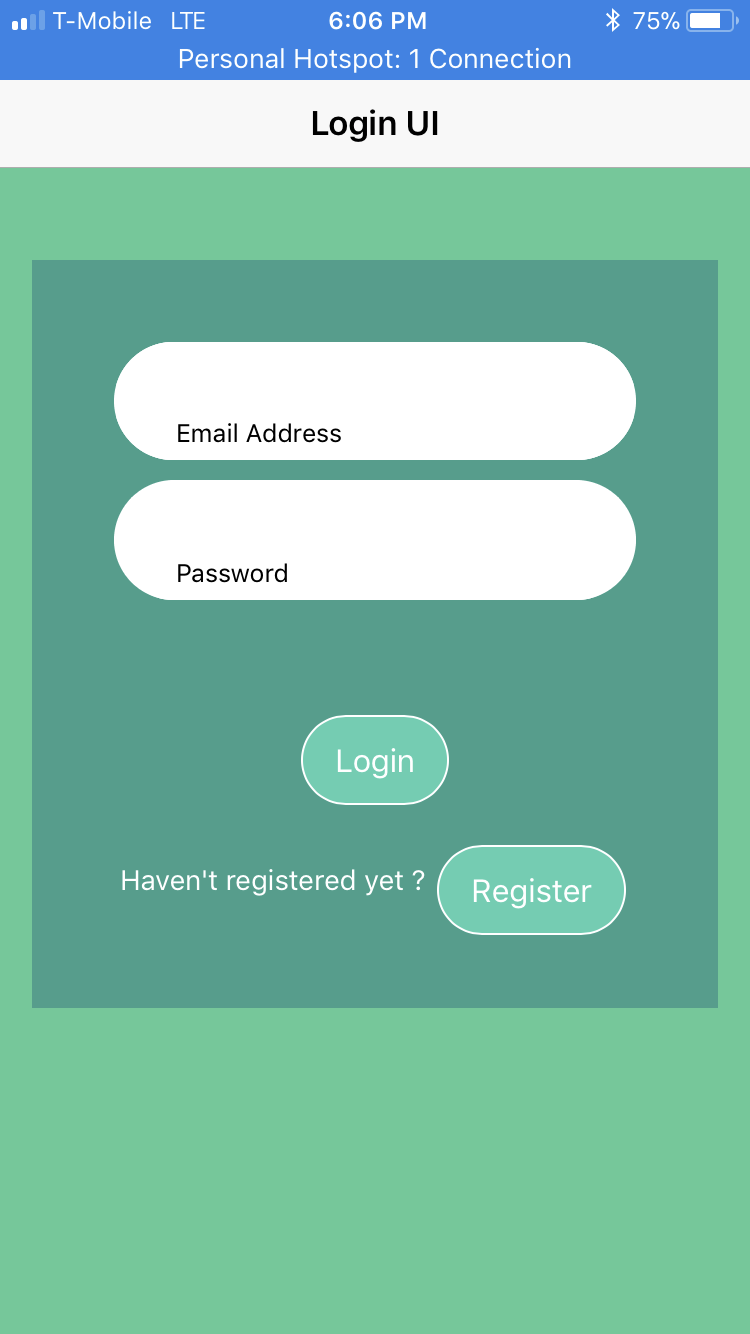 T-Mobile LTE 6:06 PM 75%
Personal Hotspot: 1 Connection
Login UI
Email Address
Password
Login
Haven't registered yet ? Register